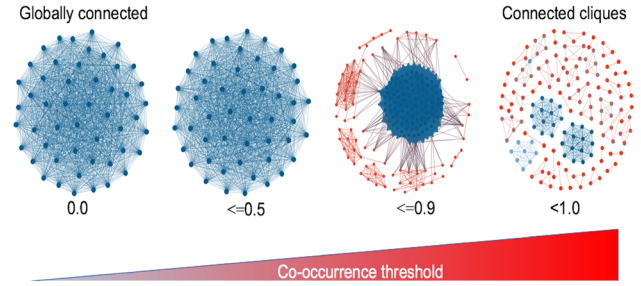 Globally connected
Connected cliques
0.0
<=0.5
<=0.9
<1.0
Co-occurrence threshold